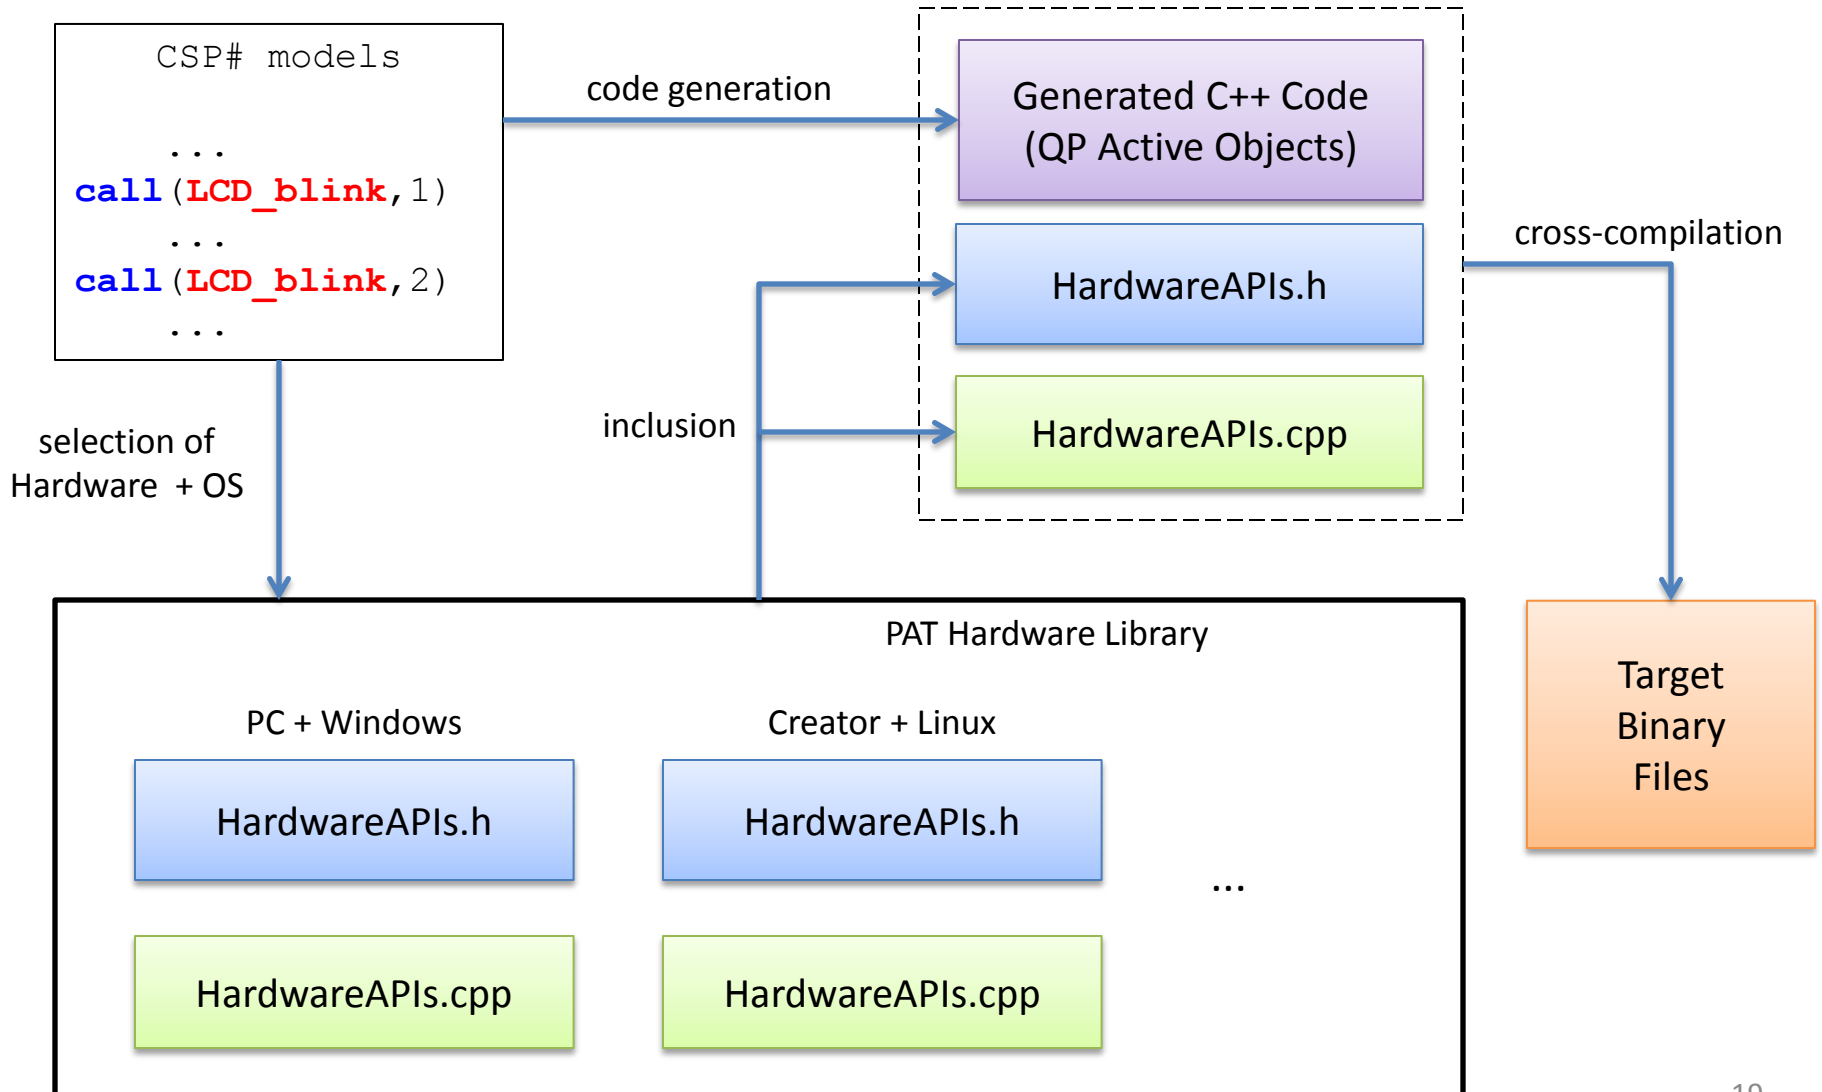 CSP# models
...
call(LCD_blink,1)
...
call(LCD_blink,2)
...
code generation
Generated C++ Code
(QP Active Objects)
HardwareAPIs.h
HardwareAPIs.cpp
cross-compilation
inclusion
selection of
Hardware + OS
PAT Hardware Library
PC + Windows
HardwareAPIs.h
HardwareAPIs.cpp
Creator + Linux
HardwareAPIs.h
HardwareAPIs.cpp
...
Target
Binary
Files